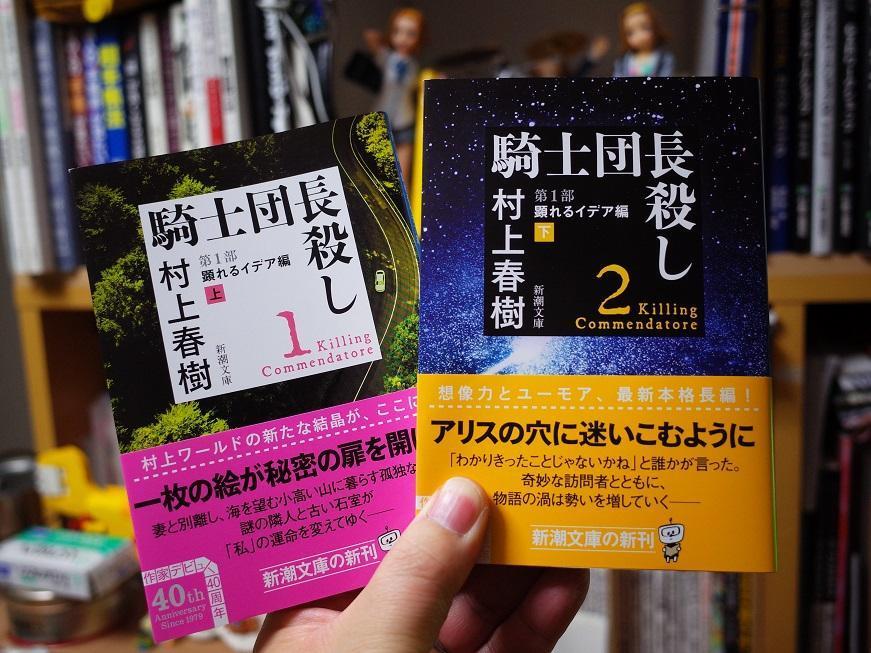 騎士団長殺し
第1部
顕れるイデア編
上
村上春樹
新潮文庫
1
Killing
Commendatore
村上ワールドの新たな結晶が、ここに
一枚の絵が秘密の扉を開
妻と別離し、海を望む小高い山に暮らす孤独な
謎の隣人と古い石室が
「私」の運命を変えてゆく──
新潮文庫の新刊
作家デビュー
40周年
40th
Anniversary
Since 1979
騎士団長殺し
第1部
顕れるイデア編
下
村上春樹
新潮文庫
2
Killing
Commendatore
想像力とユーモア、最新本格長編！
アリスの穴に迷いこむように
「わかりきったことじゃないかね」と誰かが言った。
奇妙な訪問者とともに、
物語の渦は勢いを増していく──
新潮文庫の新刊